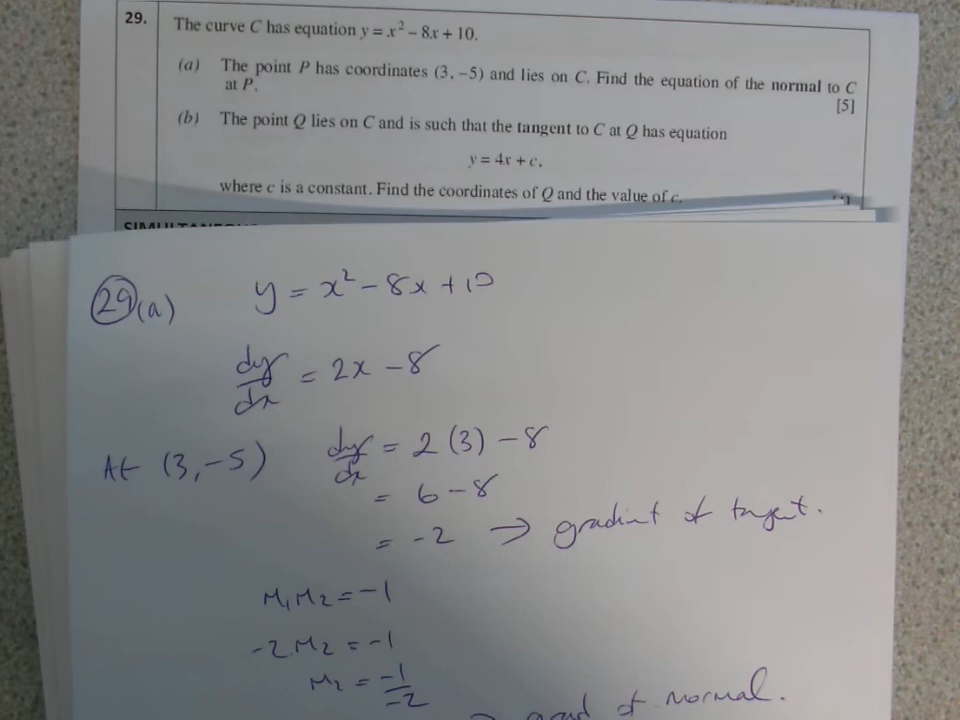 29. The curve C has equation y = x² – 8x + 10.
(a) The point P has coordinates (3, –5) and lies on C. Find the equation of the normal to C
at P. [5]
(b) The point Q lies on C and is such that the tangent to C at Q has equation
y = 4x + c,
where c is a constant. Find the coordinates of Q and the value of c.
29 (a) y = x² - 8x + 10
dy/dx = 2x - 8
At (3, -5) dy/dx = 2(3) - 8
= 6 - 8
= -2 → gradient of tangent.
M₁M₂ = -1
-2M₂ = -1
M₂ = -1/-2
→ grad of normal.